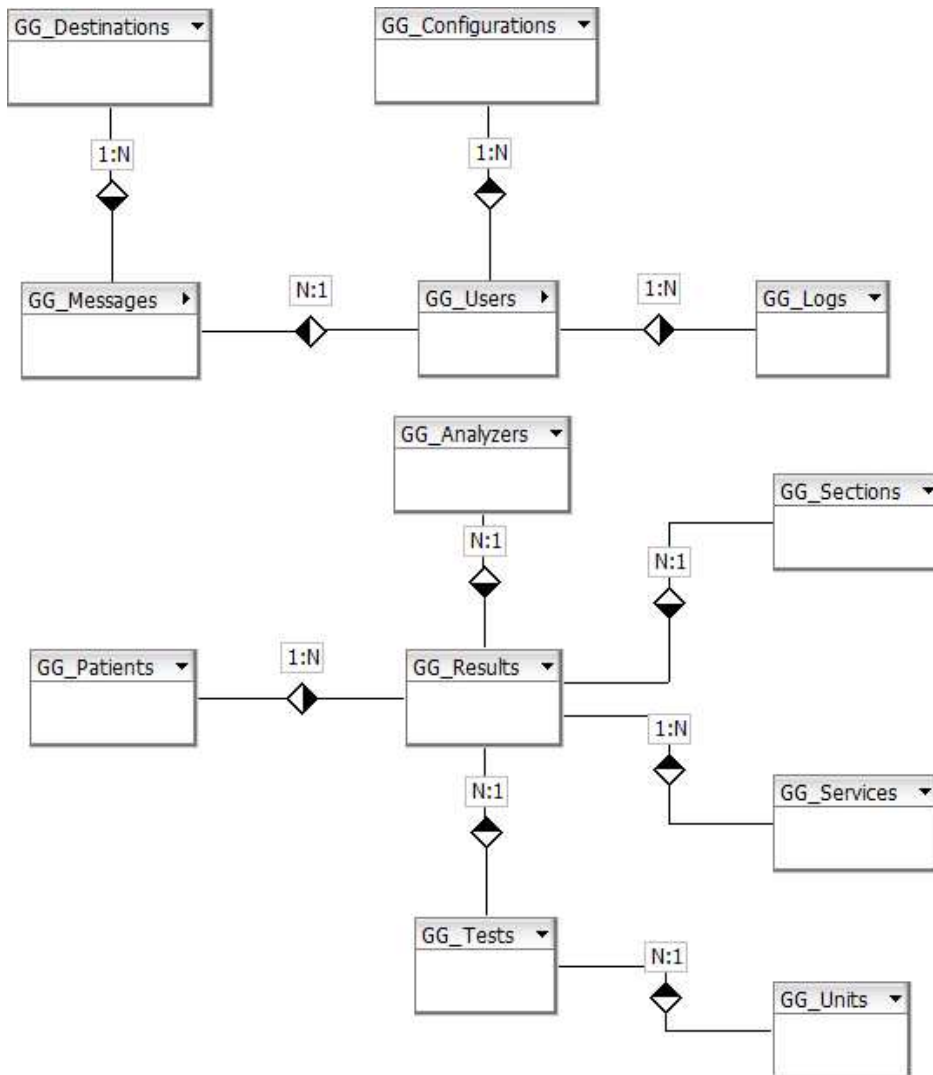 GG_Destinations
GG_Configurations
1:N
1:N
GG_Messages
N:1
GG_Users
1:N
GG_Logs
GG_Analyzers
GG_Sections
N:1
N:1
GG_Patients
1:N
GG_Results
1:N
GG_Services
N:1
GG_Tests
N:1
GG_Units